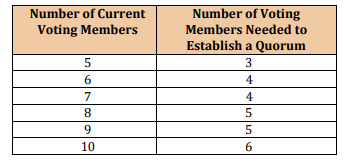 Number of Current Number of Voting
Voting Members Members Needed to
Establish a Quorum
5 3
6 4
7 4
8 5
9 5
10 6